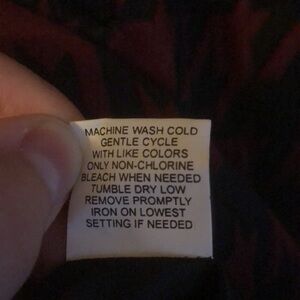 MACHINE WASH COLD
GENTLE CYCLE
WITH LIKE COLORS
ONLY NON-CHLORINE
BLEACH WHEN NEEDED
TUMBLE DRY LOW
REMOVE PROMPTLY
IRON ON LOWEST
SETTING IF NEEDED